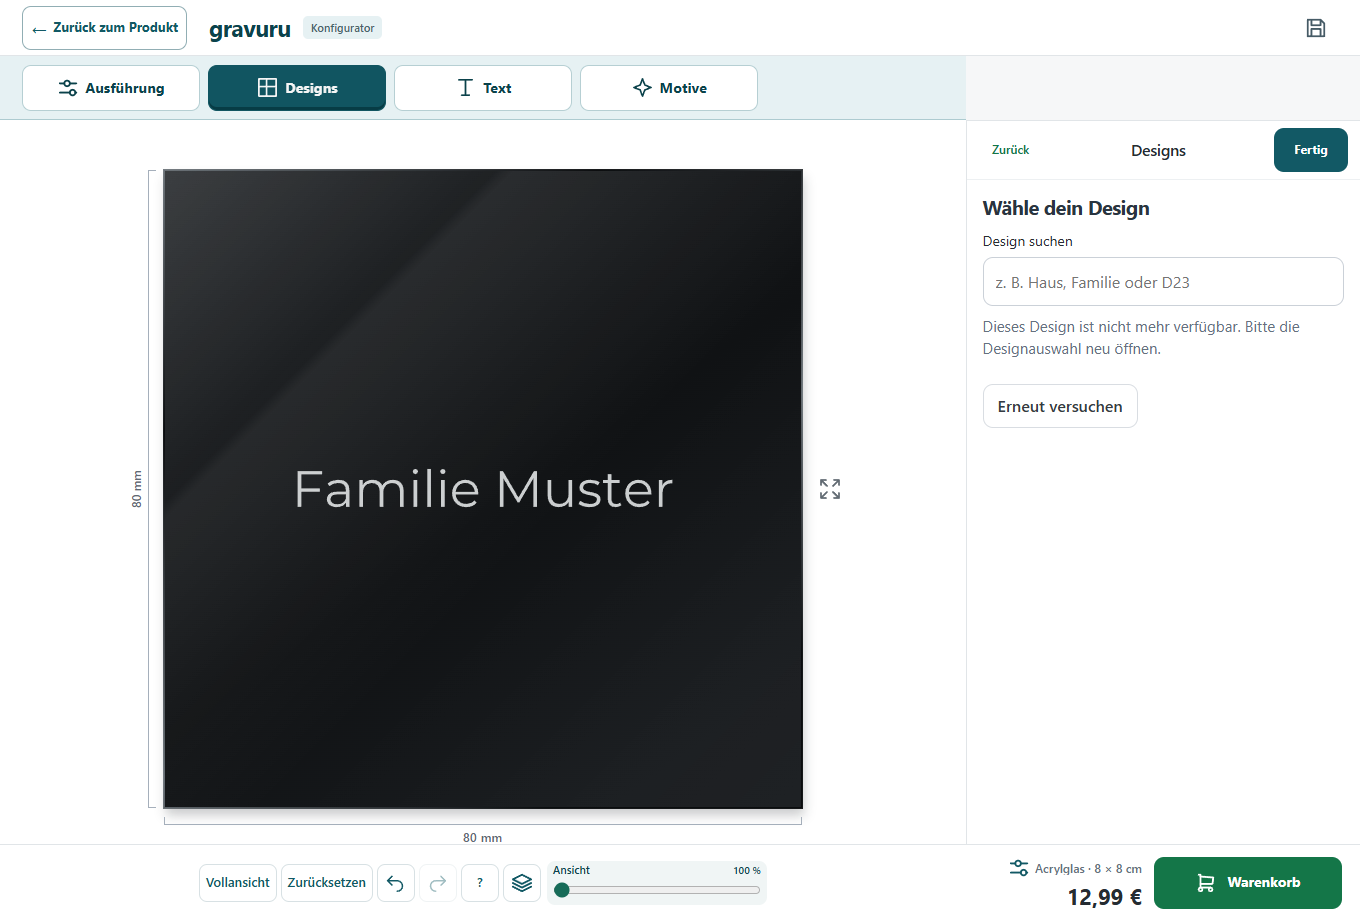 ← Zurück zum Produkt
gravuru
Konfigurator
Ausführung
Designs
Text
Motive
Zurück
Designs
Fertig
Wähle dein Design
Design suchen
z. B. Haus, Familie oder D23
Dieses Design ist nicht mehr verfügbar. Bitte die
Designauswahl neu öffnen.
Erneut versuchen
80 mm
Familie Muster
80 mm
Vollansicht
Zurücksetzen
?
Ansicht
100 %
Acrylglas · 8 × 8 cm
12,99 €
Warenkorb